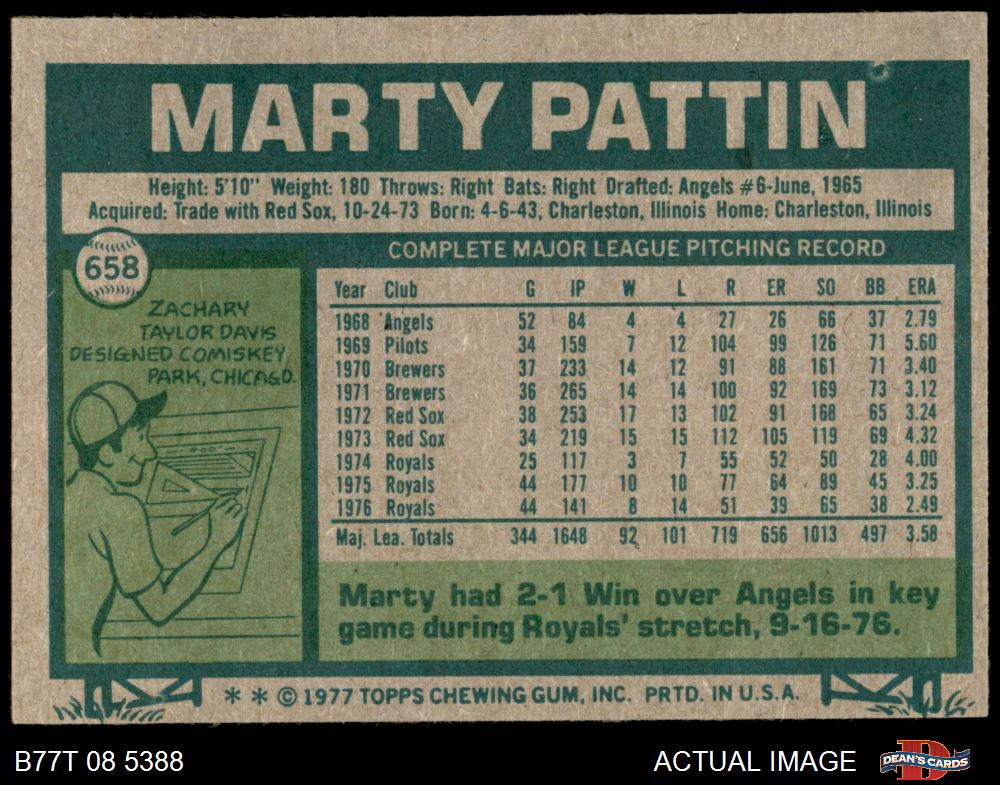 MARTY PATTIN
Height: 5'10" Weight: 180 Throws: Right Bats: Right Drafted: Angels #6-June, 1965
Acquired: Trade with Red Sox, 10-24-73 Born: 4-6-43, Charleston, Illinois Home: Charleston, Illinois
658
ZACHARY
TAYLOR DAVIS
DESIGNED COMISKEY
PARK, CHICAGO.
400'
COMPLETE MAJOR LEAGUE PITCHING RECORD
Year Club G IP W L R ER SO BB ERA
1968 Angels 52 84 4 4 27 26 66 37 2.79
1969 Pilots 34 159 7 12 104 99 126 71 5.60
1970 Brewers 37 233 14 12 91 88 161 71 3.40
1971 Brewers 36 265 14 14 100 92 169 73 3.12
1972 Red Sox 38 253 17 13 102 91 168 65 3.24
1973 Red Sox 34 219 15 15 112 105 119 69 4.32
1974 Royals 25 117 3 7 55 52 50 28 4.00
1975 Royals 44 177 10 10 77 64 89 45 3.25
1976 Royals 44 141 8 14 51 39 65 38 2.49
Maj. Lea. Totals 344 1648 92 101 719 656 1013 497 3.58
Marty had 2-1 Win over Angels in key
game during Royals' stretch, 9-16-76.
* * © 1977 TOPPS CHEWING GUM, INC. PRTD. IN U.S.A.
B77T 08 5388
ACTUAL IMAGE
DEAN'S CARDS